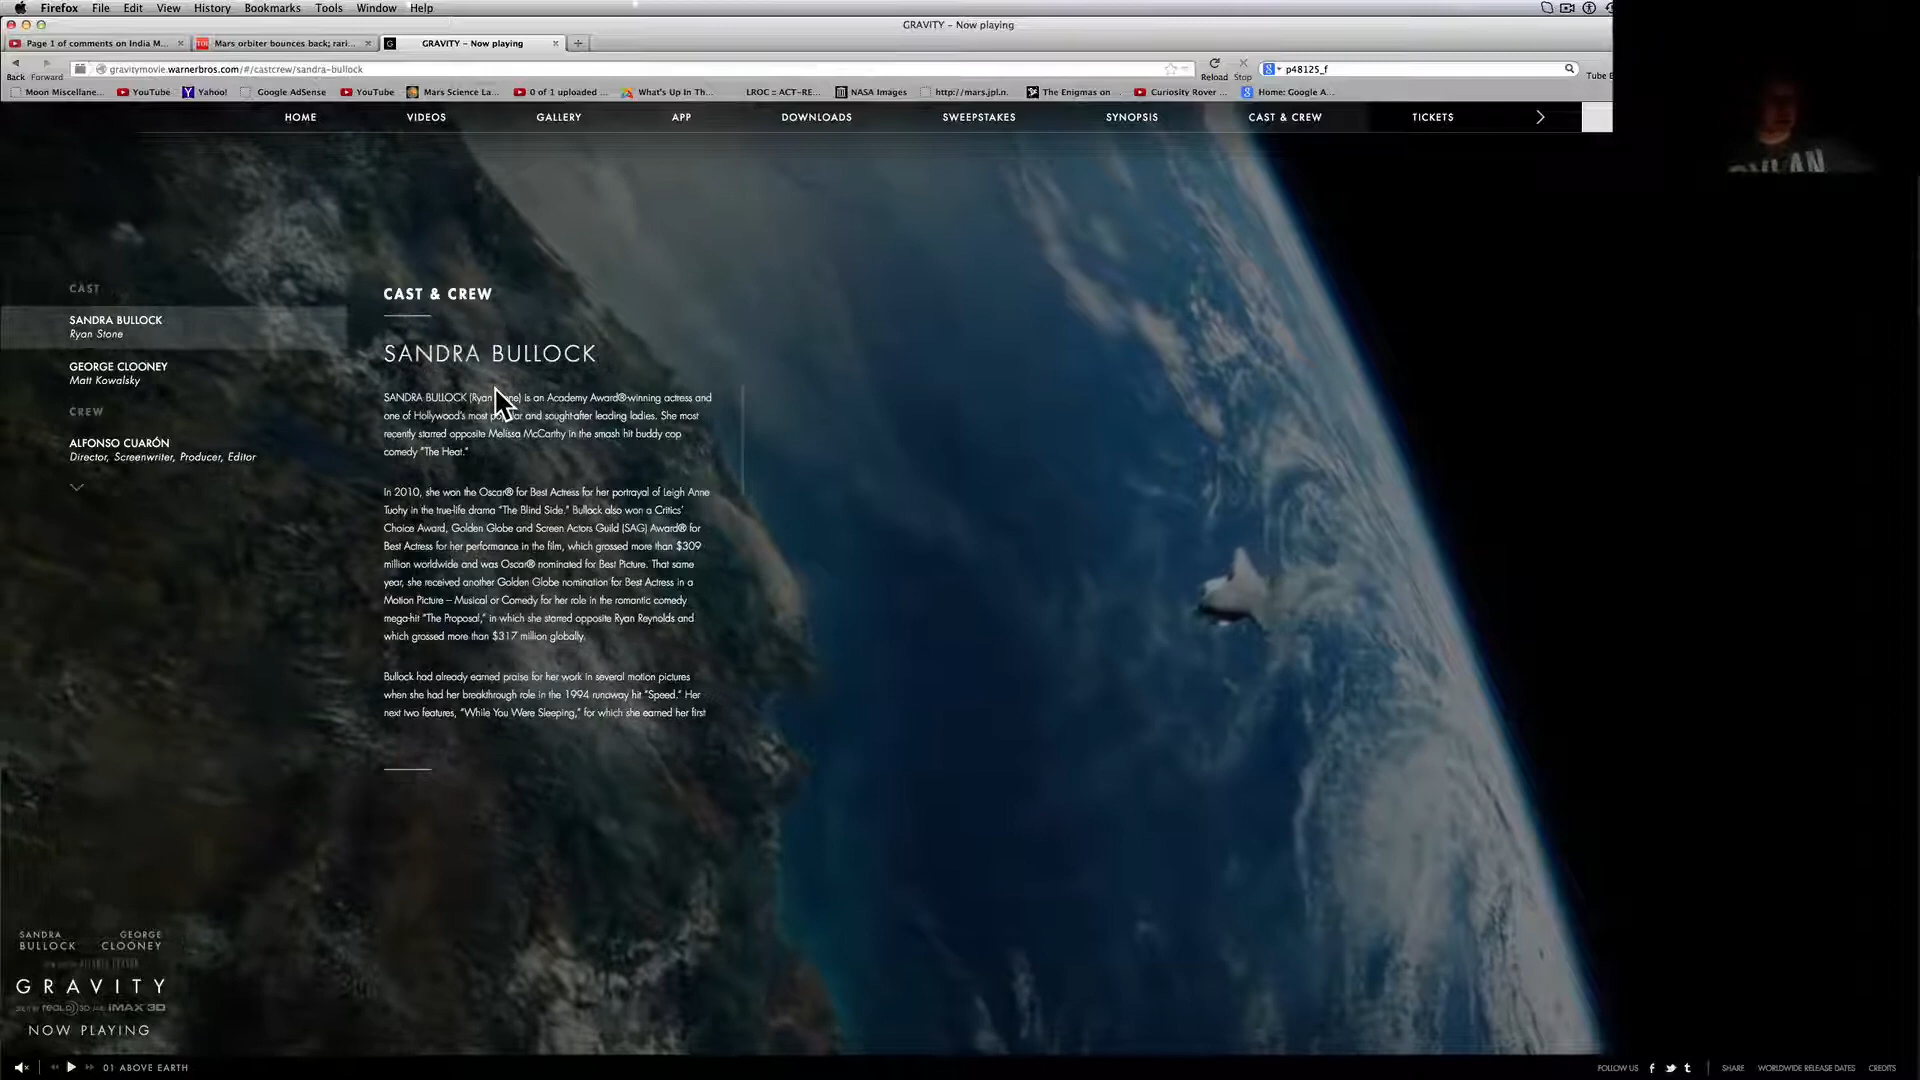 Firefox File Edit View History Bookmarks Tools Window Help
GRAVITY - Now playing
Page 1 of comments on India M...
TOI Mars orbiter bounces back; rari...
G GRAVITY - Now playing
Back Forward
gravitymovie.warnerbros.com/#/castcrew/sandra-bullock
Reload Stop
p48125_f
Moon Miscellane... YouTube Yahoo! Google AdSense YouTube Mars Science La... 0 of 1 uploaded ... What's Up In Th... LROC :: ACT-RE... NASA Images http://mars.jpl.n. The Enigmas on Curiosity Rover ... Home: Google A...
HOME VIDEOS GALLERY APP DOWNLOADS SWEEPSTAKES SYNOPSIS CAST & CREW TICKETS
CAST
SANDRA BULLOCK
Ryan Stone
GEORGE CLOONEY
Matt Kowalsky
CREW
ALFONSO CUARÓN
Director, Screenwriter, Producer, Editor
CAST & CREW
SANDRA BULLOCK
SANDRA BULLOCK (Ryan is an Academy Award®-winning actress and
one of Hollywood's most and sought-after leading ladies. She most
recently starred opposite Melissa McCarthy in the smash hit buddy cop
comedy "The Heat."
In 2010, she won the Oscar® for Best Actress for her portrayal of Leigh Anne
Tuohy in the true-life drama "The Blind Side." Bullock also won a Critics'
Choice Award, Golden Globe and Screen Actors Guild (SAG) Award® for
Best Actress for her performance in the film, which grossed more than $309
million worldwide and was Oscar® nominated for Best Picture. That same
year, she received another Golden Globe nomination for Best Actress in a
Motion Picture – Musical or Comedy for her role in the romantic comedy
mega-hit "The Proposal," in which she starred opposite Ryan Reynolds and
which grossed more than $317 million globally.
Bullock had already earned praise for her work in several motion pictures
when she had her breakthrough role in the 1994 runaway hit "Speed." Her
next two features, "While You Were Sleeping," for which she earned her first
SANDRA BULLOCK
GEORGE CLOONEY
GRAVITY
REALD 3D IMAX 3D
NOW PLAYING
01 ABOVE EARTH
FOLLOW US SHARE WORLDWIDE RELEASE DATES CREDITS